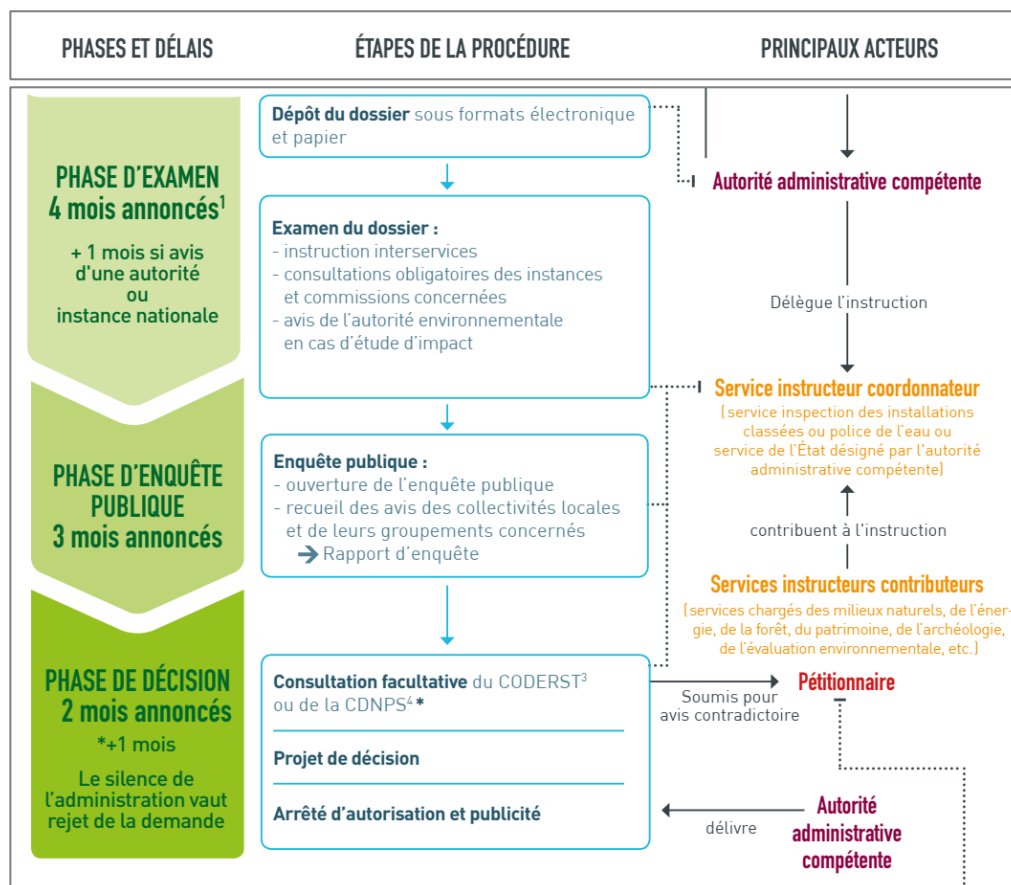 PHASES ET DÉLAIS
ÉTAPES DE LA PROCÉDURE
PRINCIPAUX ACTEURS
PHASE D’EXAMEN
4 mois annoncés¹
+ 1 mois si avis
d'une autorité
ou
instance nationale
Dépôt du dossier sous formats électronique
et papier
Autorité administrative compétente
Examen du dossier :
- instruction interservices
- consultations obligatoires des instances
et commissions concernées
- avis de l’autorité environnementale
en cas d’étude d’impact
Délègue l’instruction
Service instructeur coordonnateur
(service inspection des installations
classées ou police de l’eau ou
service de l’État désigné par l'autorité
administrative compétente)
PHASE D’ENQUÊTE
PUBLIQUE
3 mois annoncés
Enquête publique :
- ouverture de l’enquête publique
- recueil des avis des collectivités locales
et de leurs groupements concernés
➔ Rapport d’enquête
contribuent à l'instruction
Services instructeurs contributeurs
(services chargés des milieux naturels, de l’éner-
gie, de la forêt, du patrimoine, de l’archéologie,
de l’évaluation environnementale, etc.)
PHASE DE DÉCISION
2 mois annoncés
*+1 mois
Le silence de
l’administration vaut
rejet de la demande
Consultation facultative du CODERST³
ou de la CDNPS⁴ *
Projet de décision
Arrêté d’autorisation et publicité
Soumis pour
avis contradictoire
Pétitionnaire
délivre
Autorité
administrative
compétente